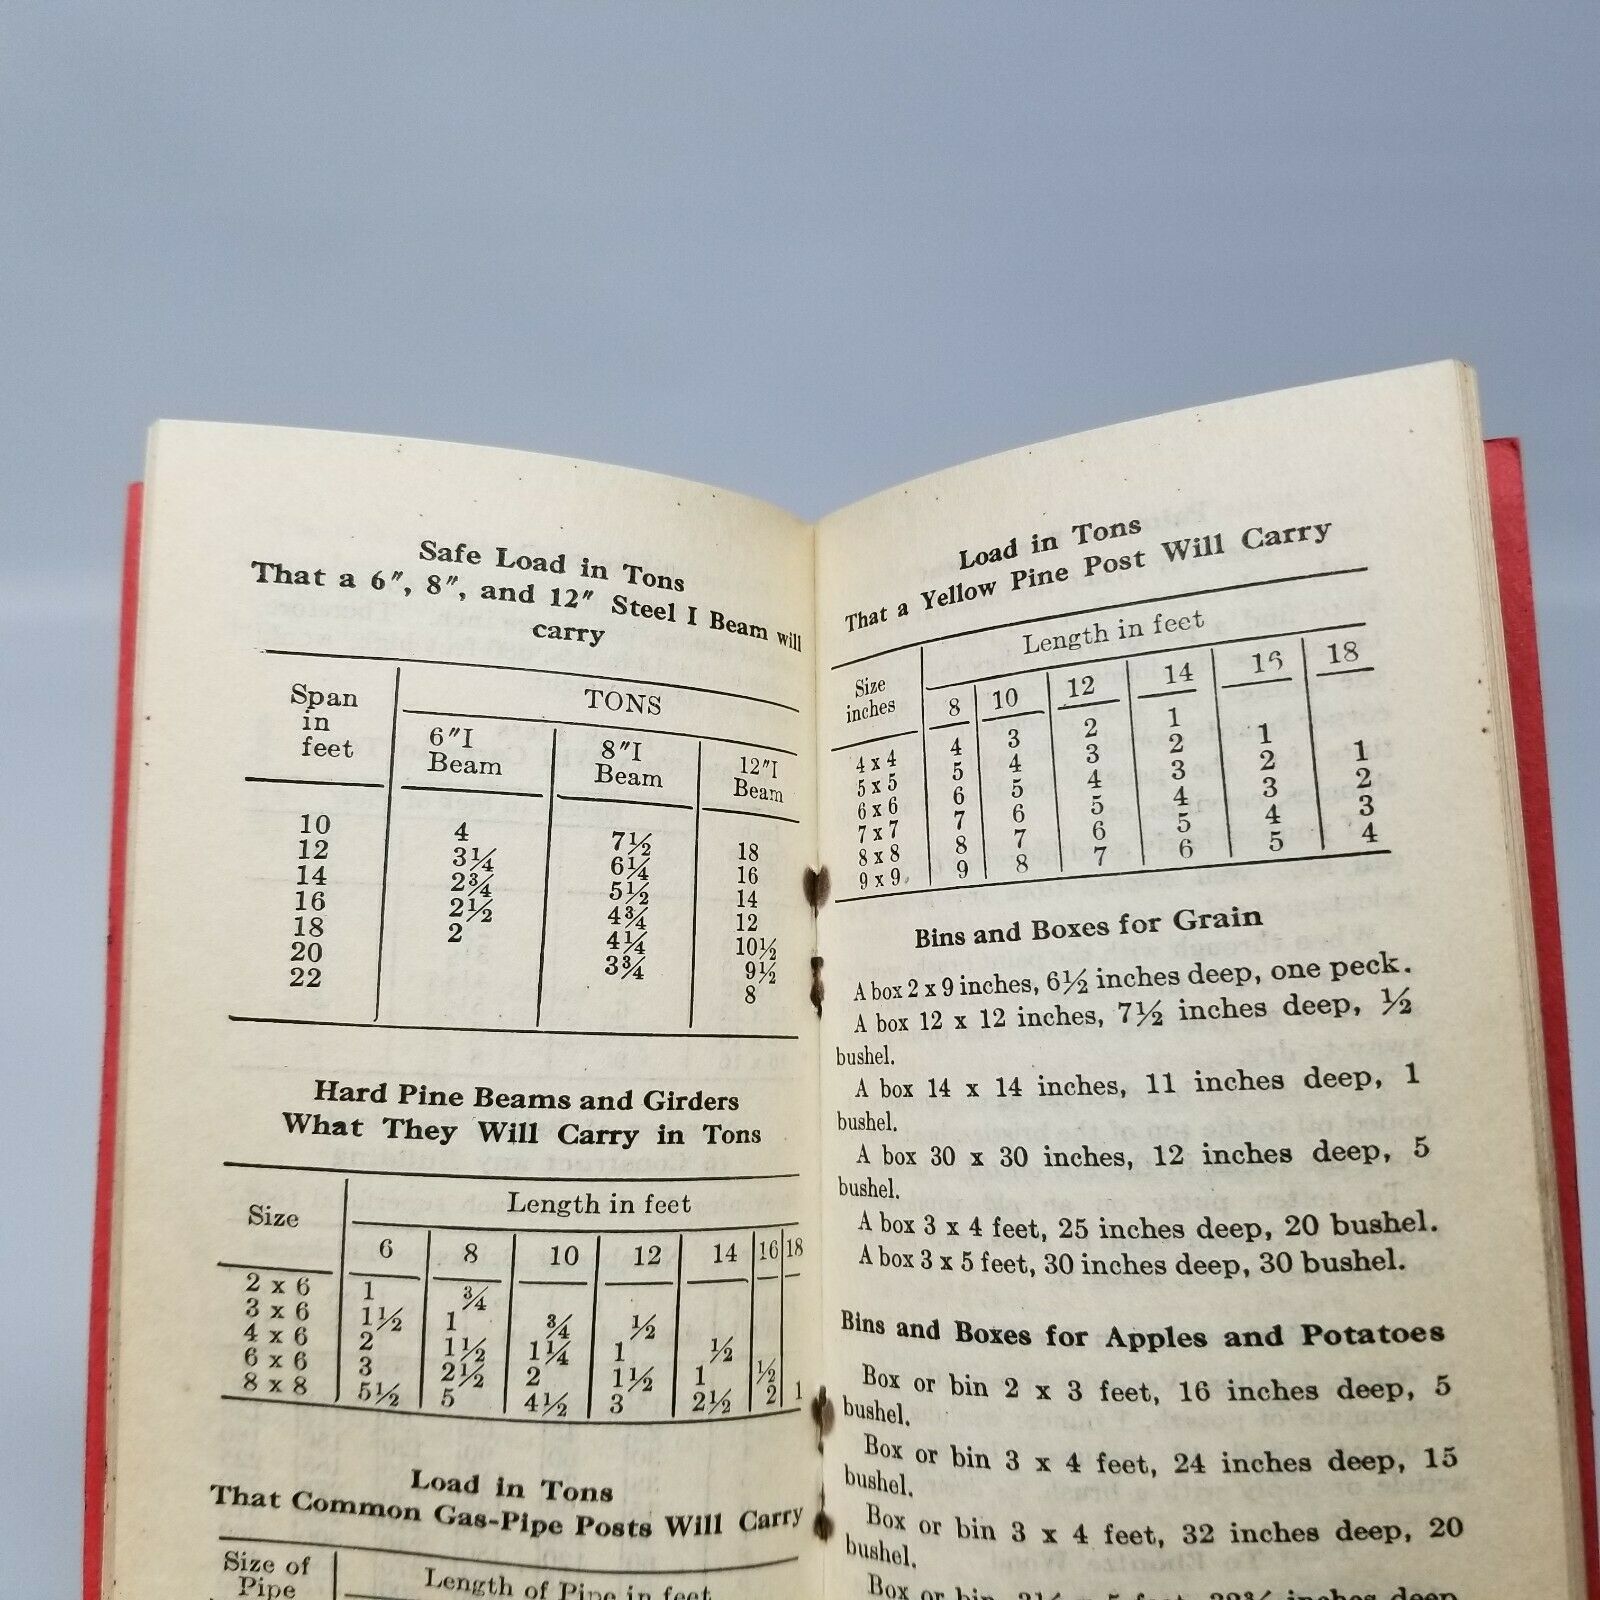 Safe Load in Tons
That a 6″, 8″, and 12″ Steel I Beam will
carry
Span in feet TONS
6″I Beam 8″I Beam 12″I Beam
10 4 7½ 18
12 3¼ 6¼ 16
14 2¾ 5½ 14
16 2½ 4¾ 12
18 2 4¼ 10½
20 3¾ 9½
22 8
Hard Pine Beams and Girders
What They Will Carry in Tons
Size Length in feet
6 8 10 12 14 16 18
2 x 6 1 ¾
3 x 6 1½ 1 ¾ ½
4 x 6 2 1½ 1¼ 1 ½
6 x 6 3 2½ 2 1½ 1 ½
8 x 8 5½ 5 4½ 3 2½ 2 1
Load in Tons
That Common Gas-Pipe Posts Will Carry
Size of Pipe Length of Pipe in feet
Load in Tons
That a Yellow Pine Post Will Carry
Size inches Length in feet
8 10 12 14 16 18
4 x 4 4 3 2 1
5 x 5 5 4 3 2 1
6 x 6 6 5 4 3 2 1
7 x 7 7 6 5 4 3 2
8 x 8 8 7 6 5 4 3
9 x 9 9 8 7 6 5 4
Bins and Boxes for Grain
A box 2 x 9 inches, 6½ inches deep, one peck.
A box 12 x 12 inches, 7½ inches deep, ½
bushel.
A box 14 x 14 inches, 11 inches deep, 1
bushel.
A box 30 x 30 inches, 12 inches deep, 5
bushel.
A box 3 x 4 feet, 25 inches deep, 20 bushel.
A box 3 x 5 feet, 30 inches deep, 30 bushel.
Bins and Boxes for Apples and Potatoes
Box or bin 2 x 3 feet, 16 inches deep, 5
bushel.
Box or bin 3 x 4 feet, 24 inches deep, 15
bushel.
Box or bin 3 x 4 feet, 32 inches deep, 20
bushel.
Box or bin x 5 feet, inches deep